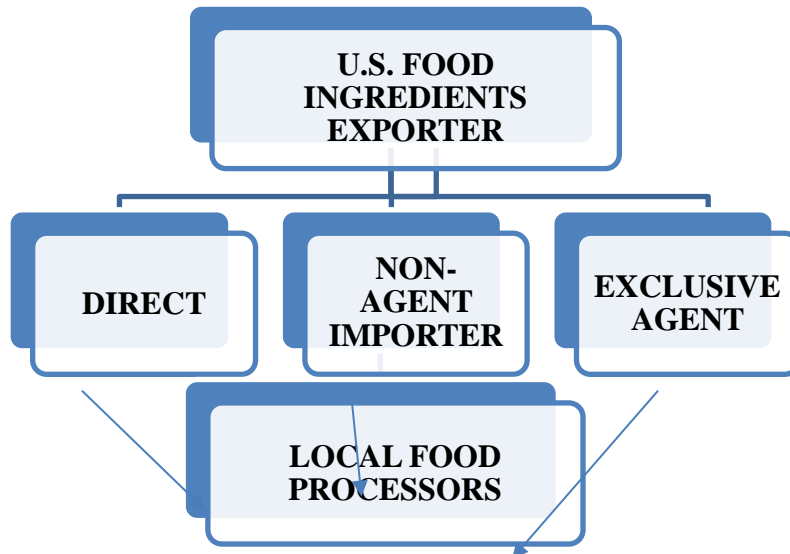 U.S. FOOD
INGREDIENTS
EXPORTER
DIRECT
NON-
AGENT
IMPORTER
EXCLUSIVE
AGENT
LOCAL FOOD
PROCESSORS